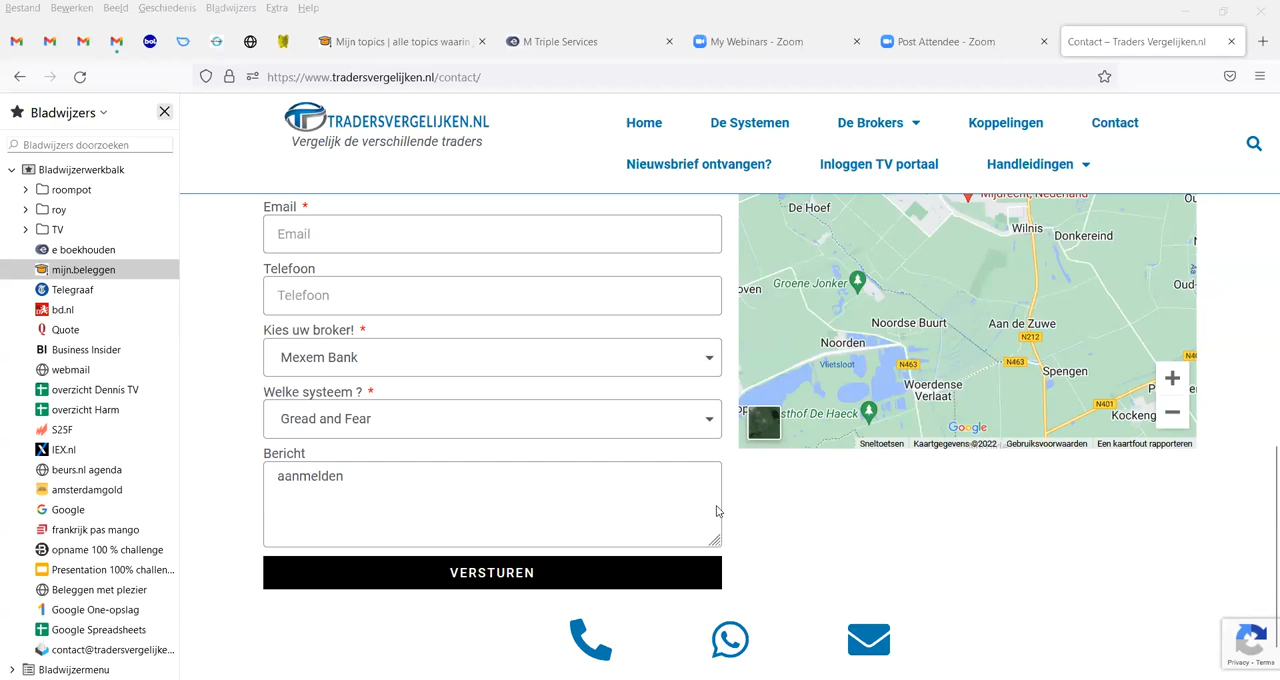 Bestand Bewerken Beeld Geschiedenis Bladwijzers Extra Help
bol Mijn topics | alle topics waarin M Triple Services My Webinars - Zoom Post Attendee - Zoom Contact – Traders Vergelijken.nl
https://www.tradersvergelijken.nl/contact/
Bladwijzers
Bladwijzers doorzoeken
Bladwijzerwerkbalk
roompot
roy
TV
e boekhouden
mijn.beleggen
Telegraaf
bd.nl
Quote
BI Business Insider
webmail
overzicht Dennis TV
overzicht Harm
S25F
IEX.nl
beurs.nl agenda
amsterdamgold
Google
frankrijk pas mango
opname 100 % challenge
Presentation 100% challen...
Beleggen met plezier
Google One-opslag
Google Spreadsheets
contact@tradersvergelijke...
Bladwijzermenu
TRADERSVERGELIJKEN.NL
Vergelijk de verschillende traders
Home De Systemen De Brokers Koppelingen Contact
Nieuwsbrief ontvangen? Inloggen TV portaal Handleidingen
Email *
Email
Telefoon
Telefoon
Kies uw broker! *
Mexem Bank
Welke systeem ? *
Gread and Fear
Bericht
aanmelden
VERSTUREN
Mijdrecht, Nederland
De Hoef
Wilnis
Donkereind
Groene Jonker
Oud-
Noordse Buurt
Aan de Zuwe
N212
Noorden
N463
N463
Vlietsloot
Spengen
Woerdense
Verlaat
N401
Kockeng
De Haeck
Google
Sneltoetsen Kaartgegevens ©2022 Gebruiksvoorwaarden Een kaartfout rapporteren
Privacy - Terms